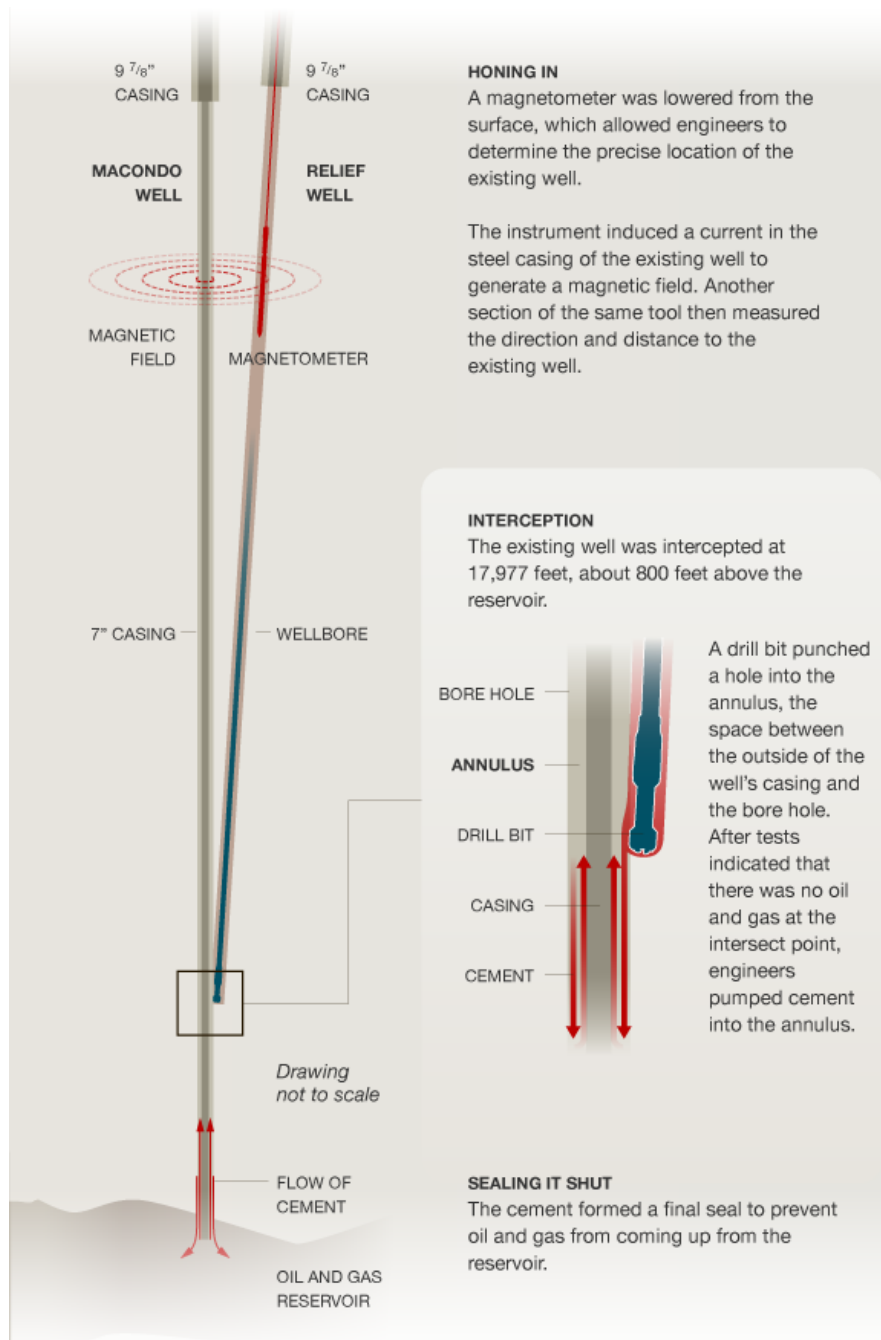 9 7/8”
CASING
9 7/8”
CASING
MACONDO
WELL
RELIEF
WELL
MAGNETIC
FIELD
MAGNETOMETER
HONING IN
A magnetometer was lowered from the
surface, which allowed engineers to
determine the precise location of the
existing well.
The instrument induced a current in the
steel casing of the existing well to
generate a magnetic field. Another
section of the same tool then measured
the direction and distance to the
existing well.
7” CASING
WELLBORE
INTERCEPTION
The existing well was intercepted at
17,977 feet, about 800 feet above the
reservoir.
BORE HOLE
ANNULUS
DRILL BIT
CASING
CEMENT
A drill bit punched
a hole into the
annulus, the
space between
the outside of the
well’s casing and
the bore hole.
After tests
indicated that
there was no oil
and gas at the
intersect point,
engineers
pumped cement
into the annulus.
Drawing
not to scale
FLOW OF
CEMENT
OIL AND GAS
RESERVOIR
SEALING IT SHUT
The cement formed a final seal to prevent
oil and gas from coming up from the
reservoir.